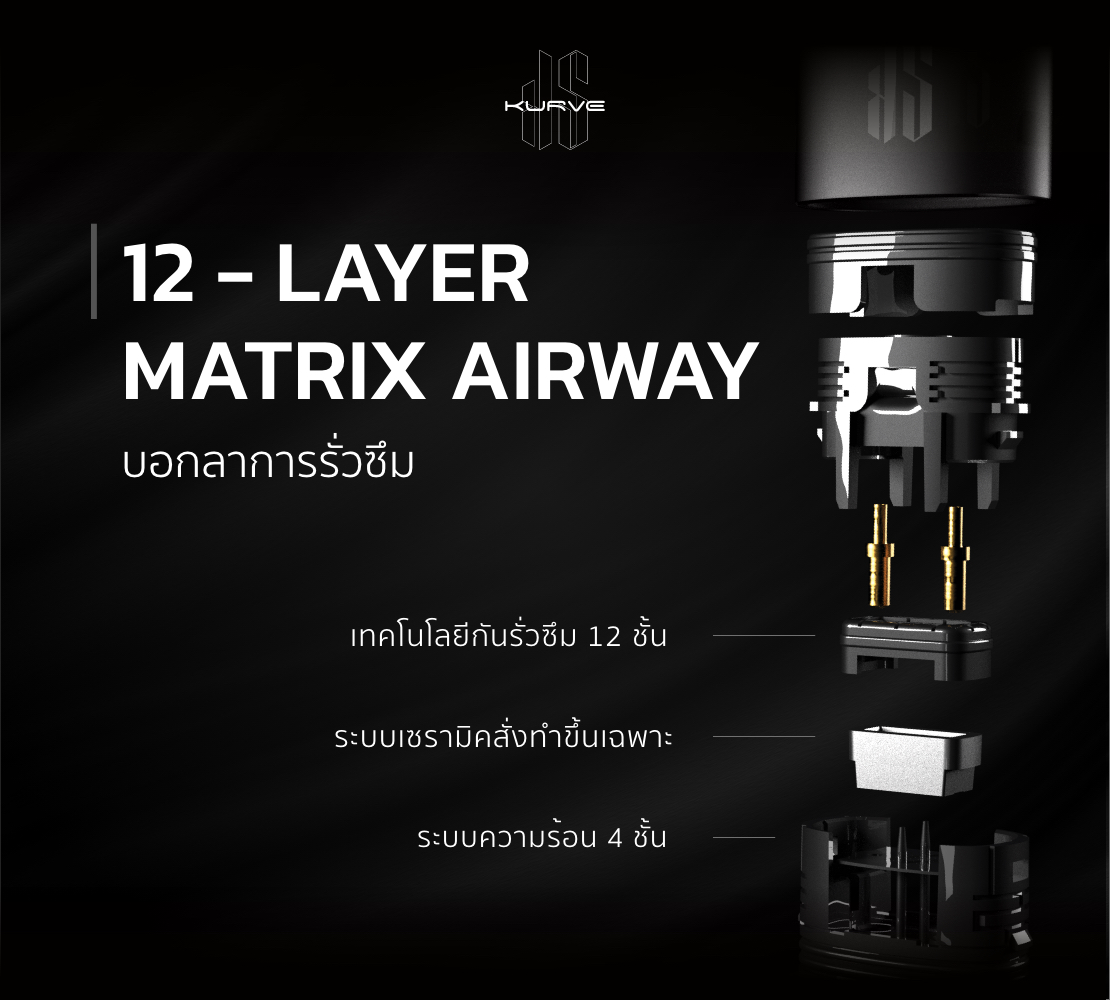 KURVE
12 – LAYER
MATRIX AIRWAY
บอกลาการรั่วซึม
เทคโนโลยีกันรั่วซึม 12 ชั้น
ระบบเซรามิคสั่งทำขึ้นเฉพาะ
ระบบความร้อน 4 ชั้น